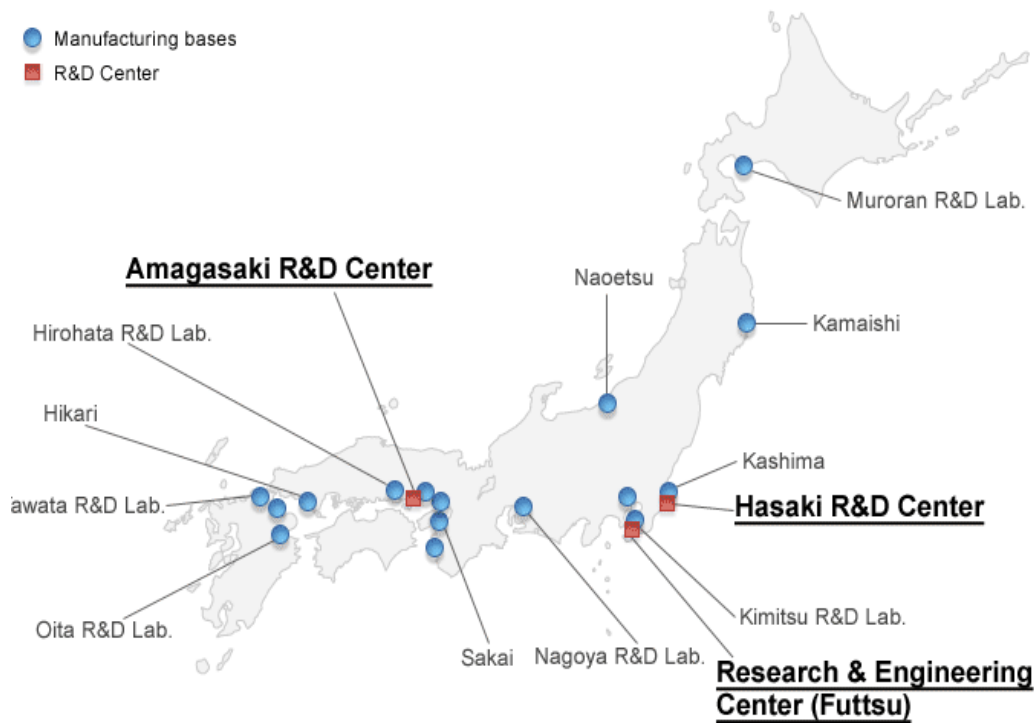 Manufacturing bases
R&D Center
Muroran R&D Lab.
Amagasaki R&D Center
Naoetsu
Hirohata R&D Lab.
Kamaishi
Hikari
Kashima
awata R&D Lab.
Hasaki R&D Center
Kimitsu R&D Lab.
Oita R&D Lab.
Sakai
Nagoya R&D Lab.
Research & Engineering
Center (Futtsu)